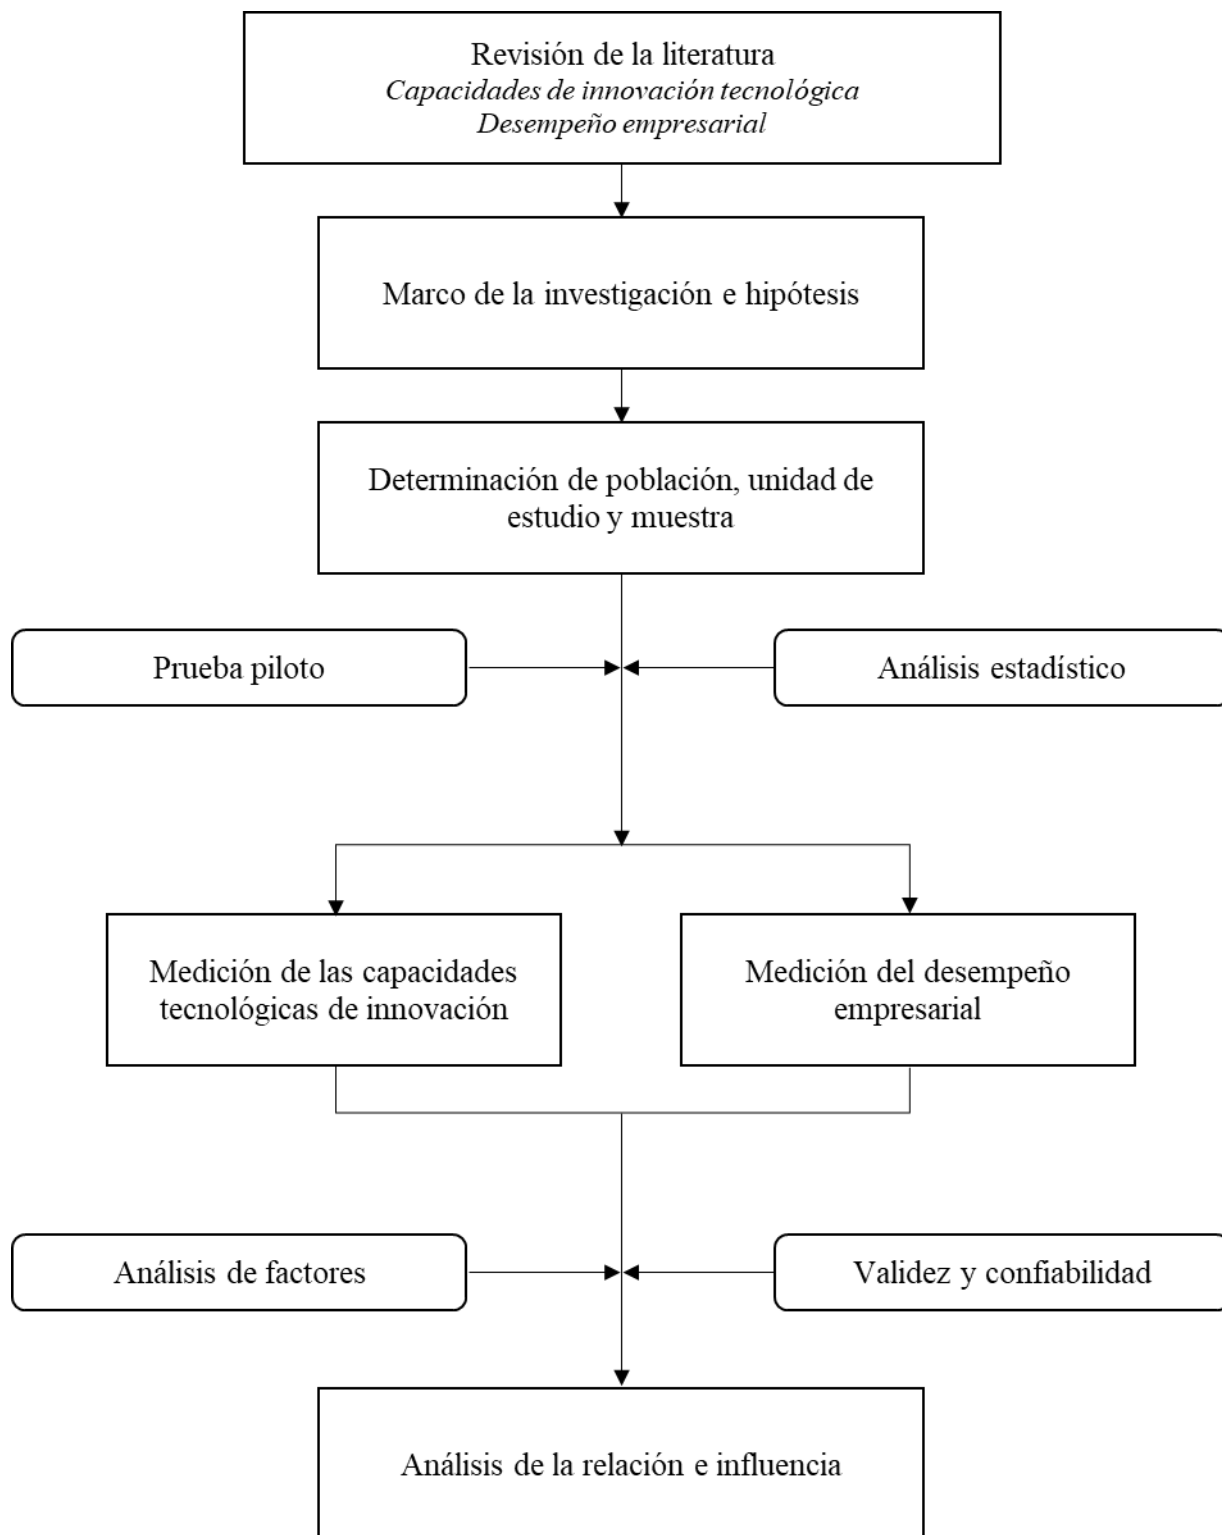 Revisión de la literatura
Capacidades de innovación tecnológica
Desempeño empresarial
Marco de la investigación e hipótesis
Determinación de población, unidad de
estudio y muestra
Prueba piloto
Análisis estadístico
Medición de las capacidades
tecnológicas de innovación
Medición del desempeño
empresarial
Análisis de factores
Validez y confiabilidad
Análisis de la relación e influencia